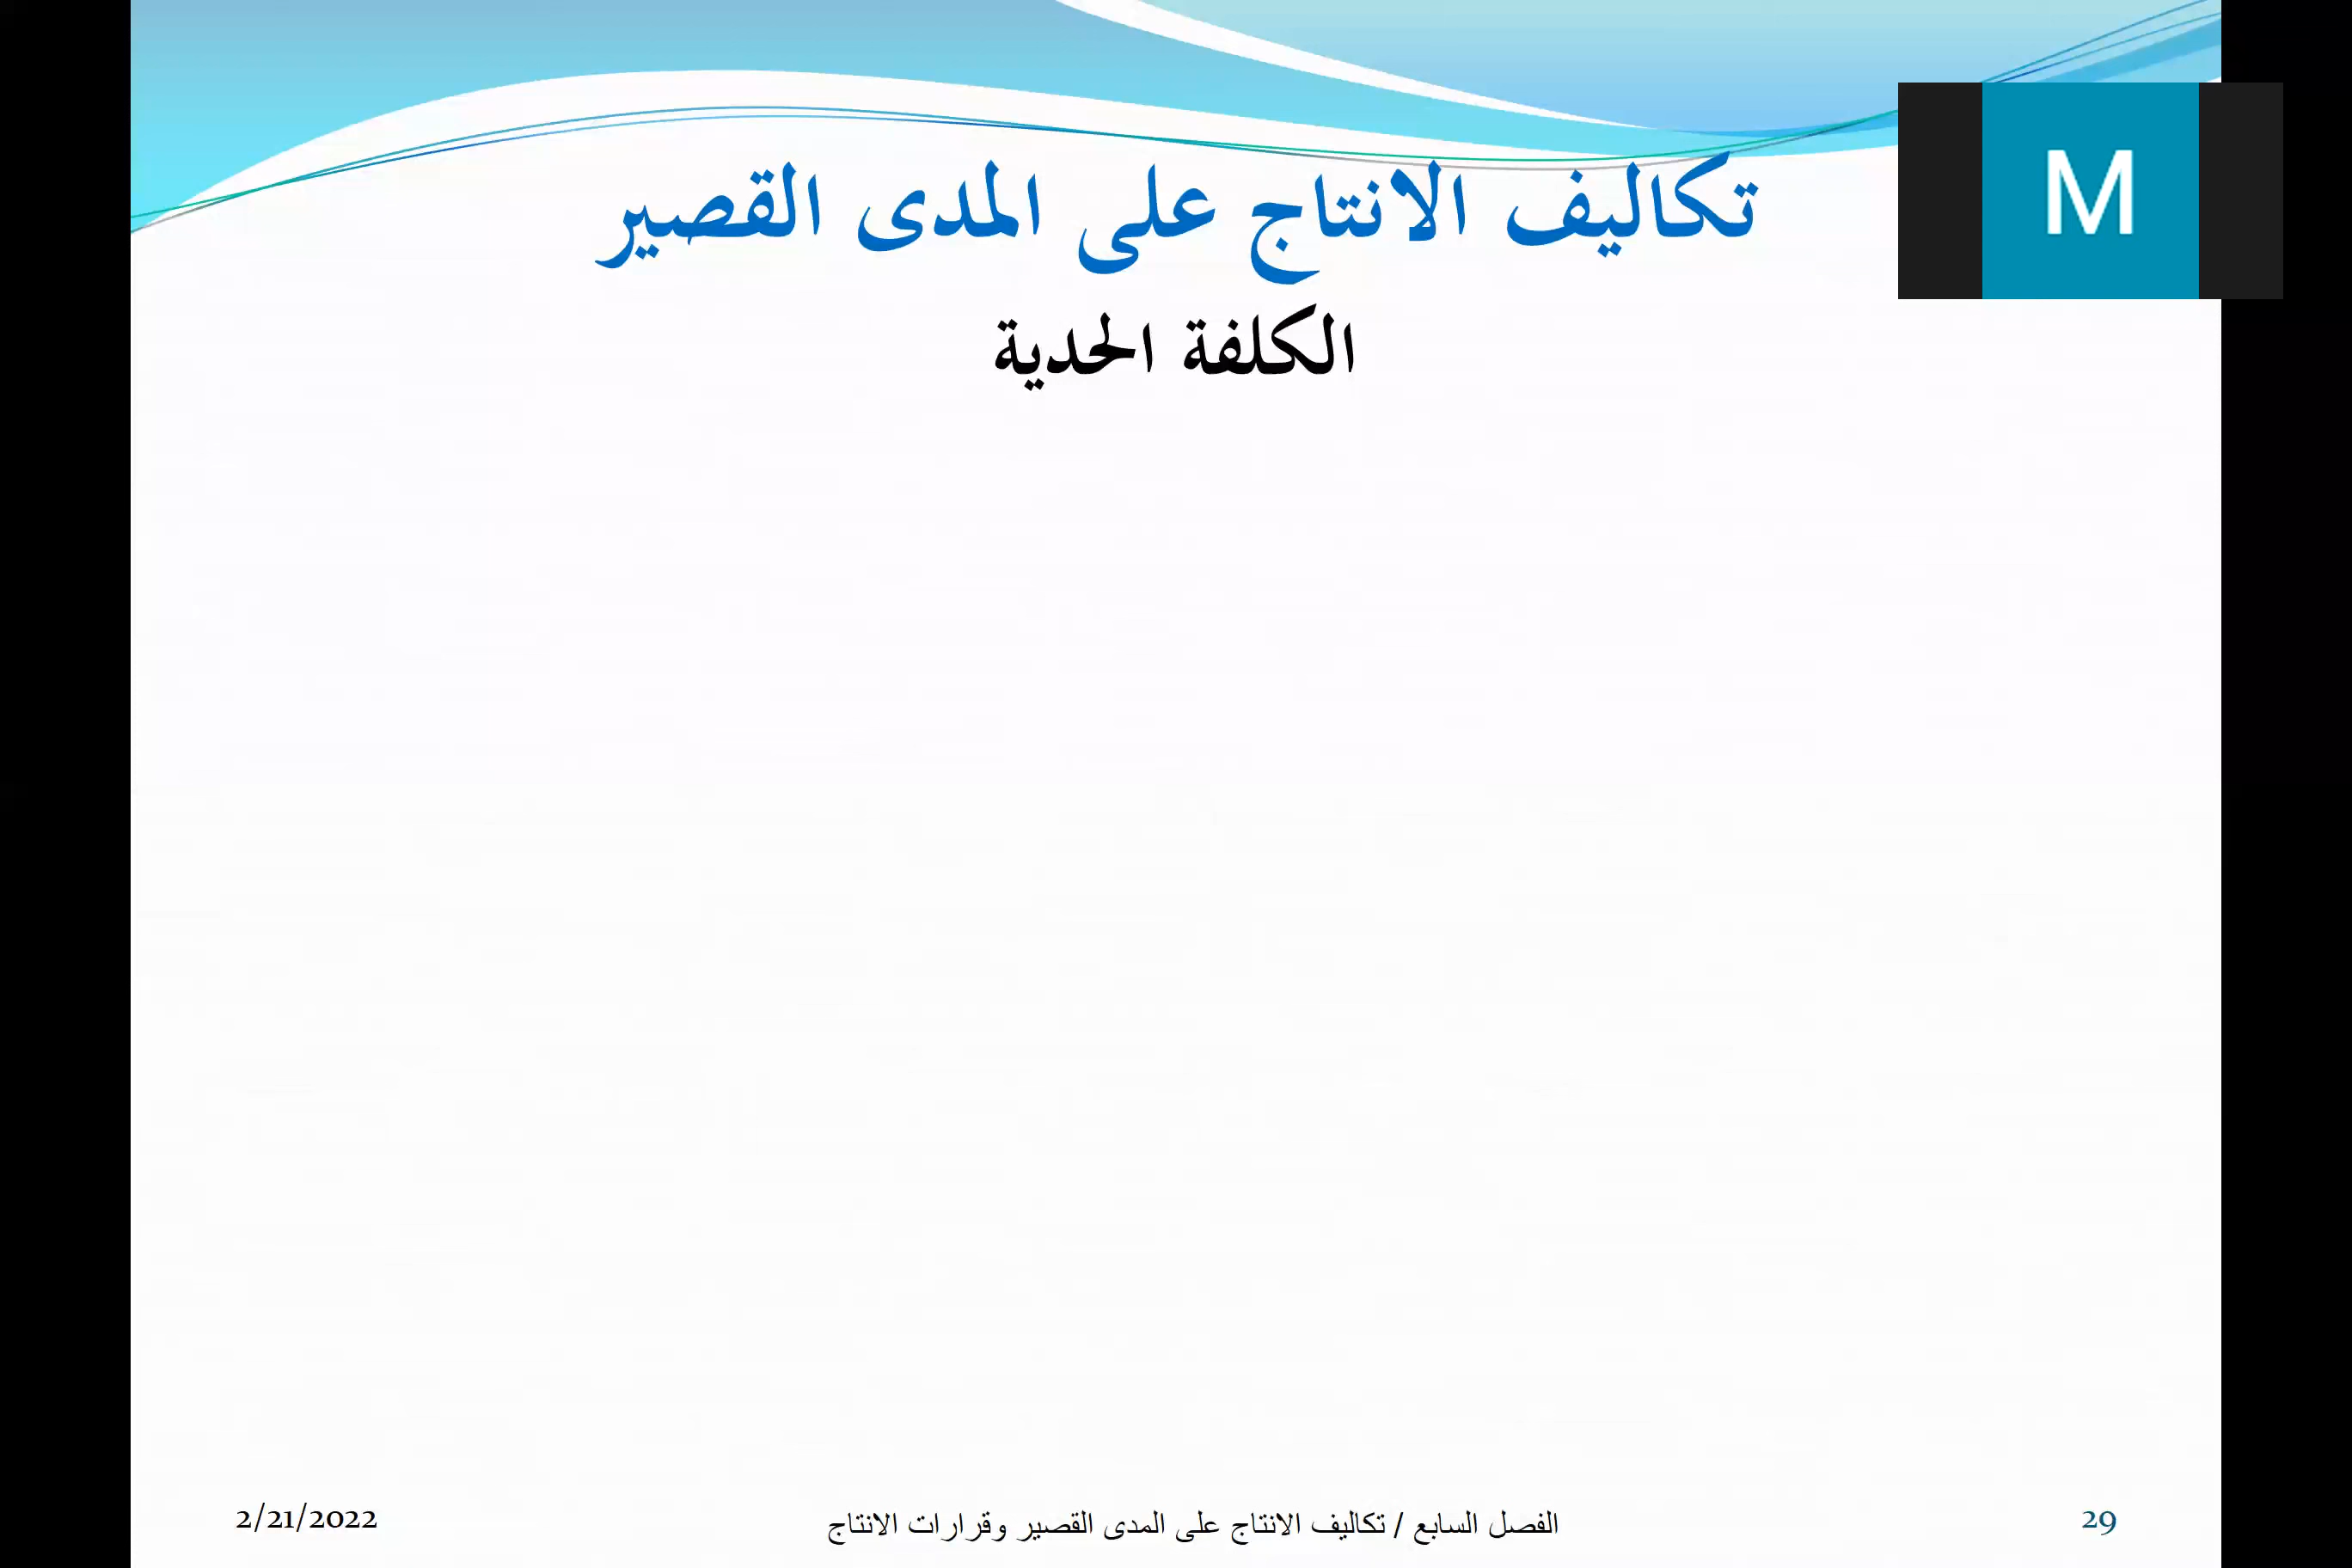 تكاليف الانتاج على المدى القصير
M
الكلفة الحدية
2/21/2022
الفصل السابع / تكاليف الانتاج على المدى القصير وقرارات الانتاج
29